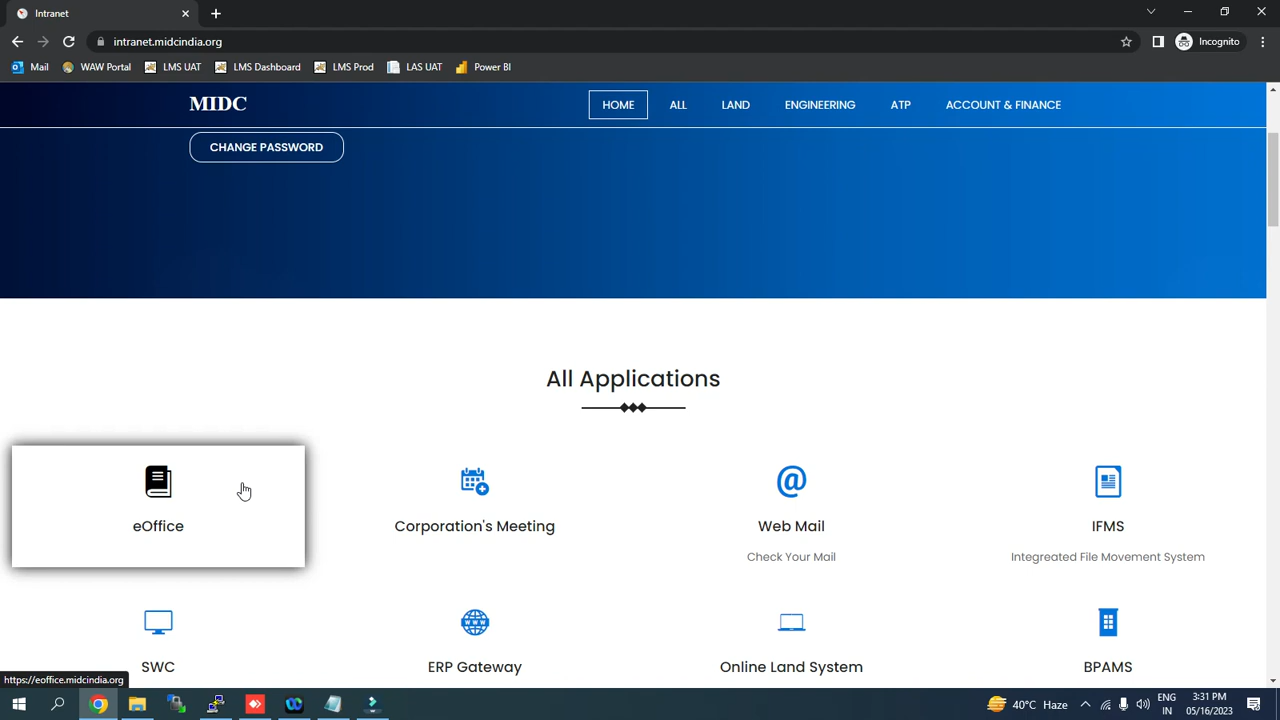 Intranet
intranet.midcindia.org
Incognito
Mail
WAW Portal
LMS UAT
LMS Dashboard
LMS Prod
LAS UAT
Power BI
MIDC
HOME
ALL
LAND
ENGINEERING
ATP
ACCOUNT & FINANCE
CHANGE PASSWORD
All Applications
eOffice
Corporation's Meeting
@
Web Mail
Check Your Mail
IFMS
Integreated File Movement System
SWC
WWW
ERP Gateway
Online Land System
BPAMS
https://eoffice.midcindia.org
40°C Haze
ENG
IN
3:31 PM
05/16/2023